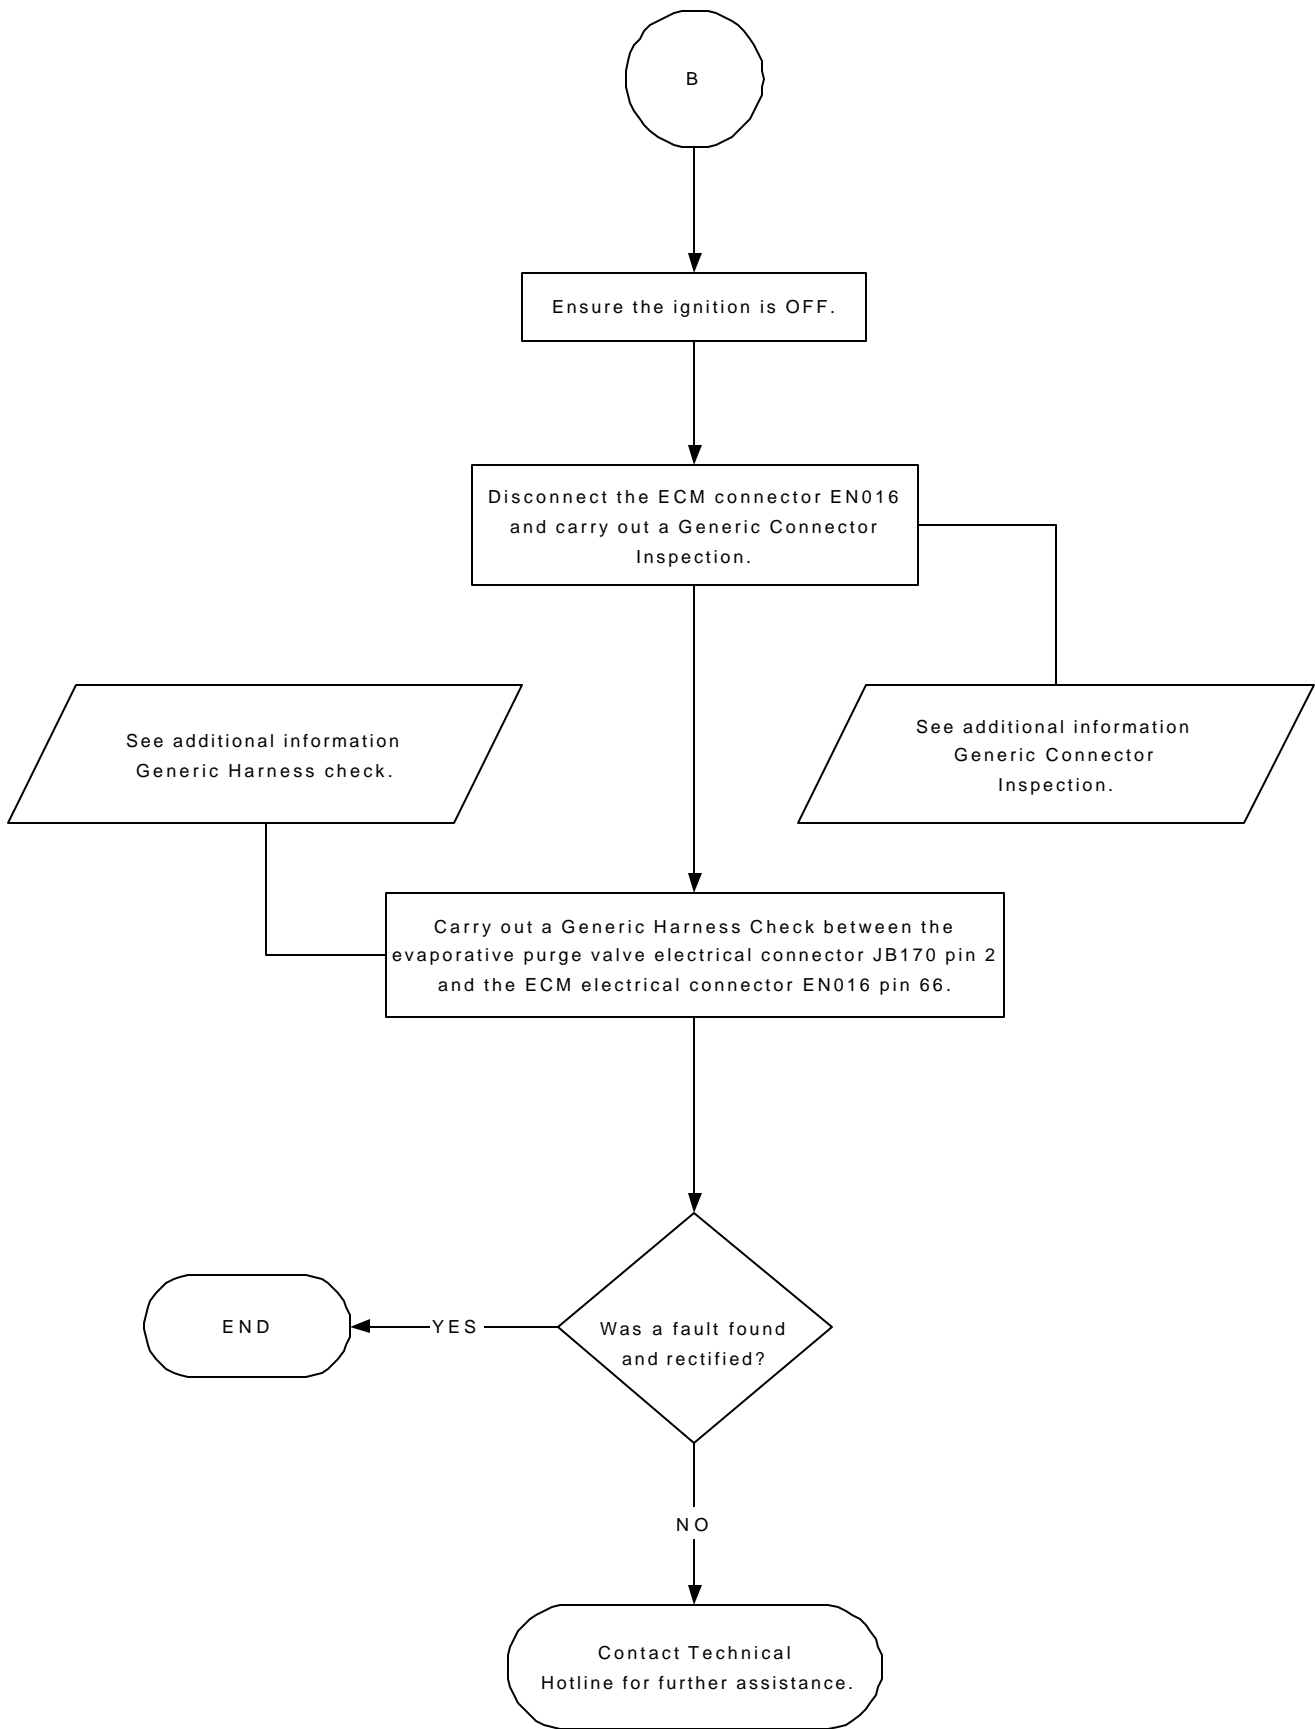 B
Ensure the ignition is OFF.
Disconnect the ECM connector EN016
and carry out a Generic Connector
Inspection.
See additional information
Generic Harness check.
See additional information
Generic Connector
Inspection.
Carry out a Generic Harness Check between the
evaporative purge valve electrical connector JB170 pin 2
and the ECM electrical connector EN016 pin 66.
Was a fault found
and rectified?
YES
END
NO
Contact Technical
Hotline for further assistance.